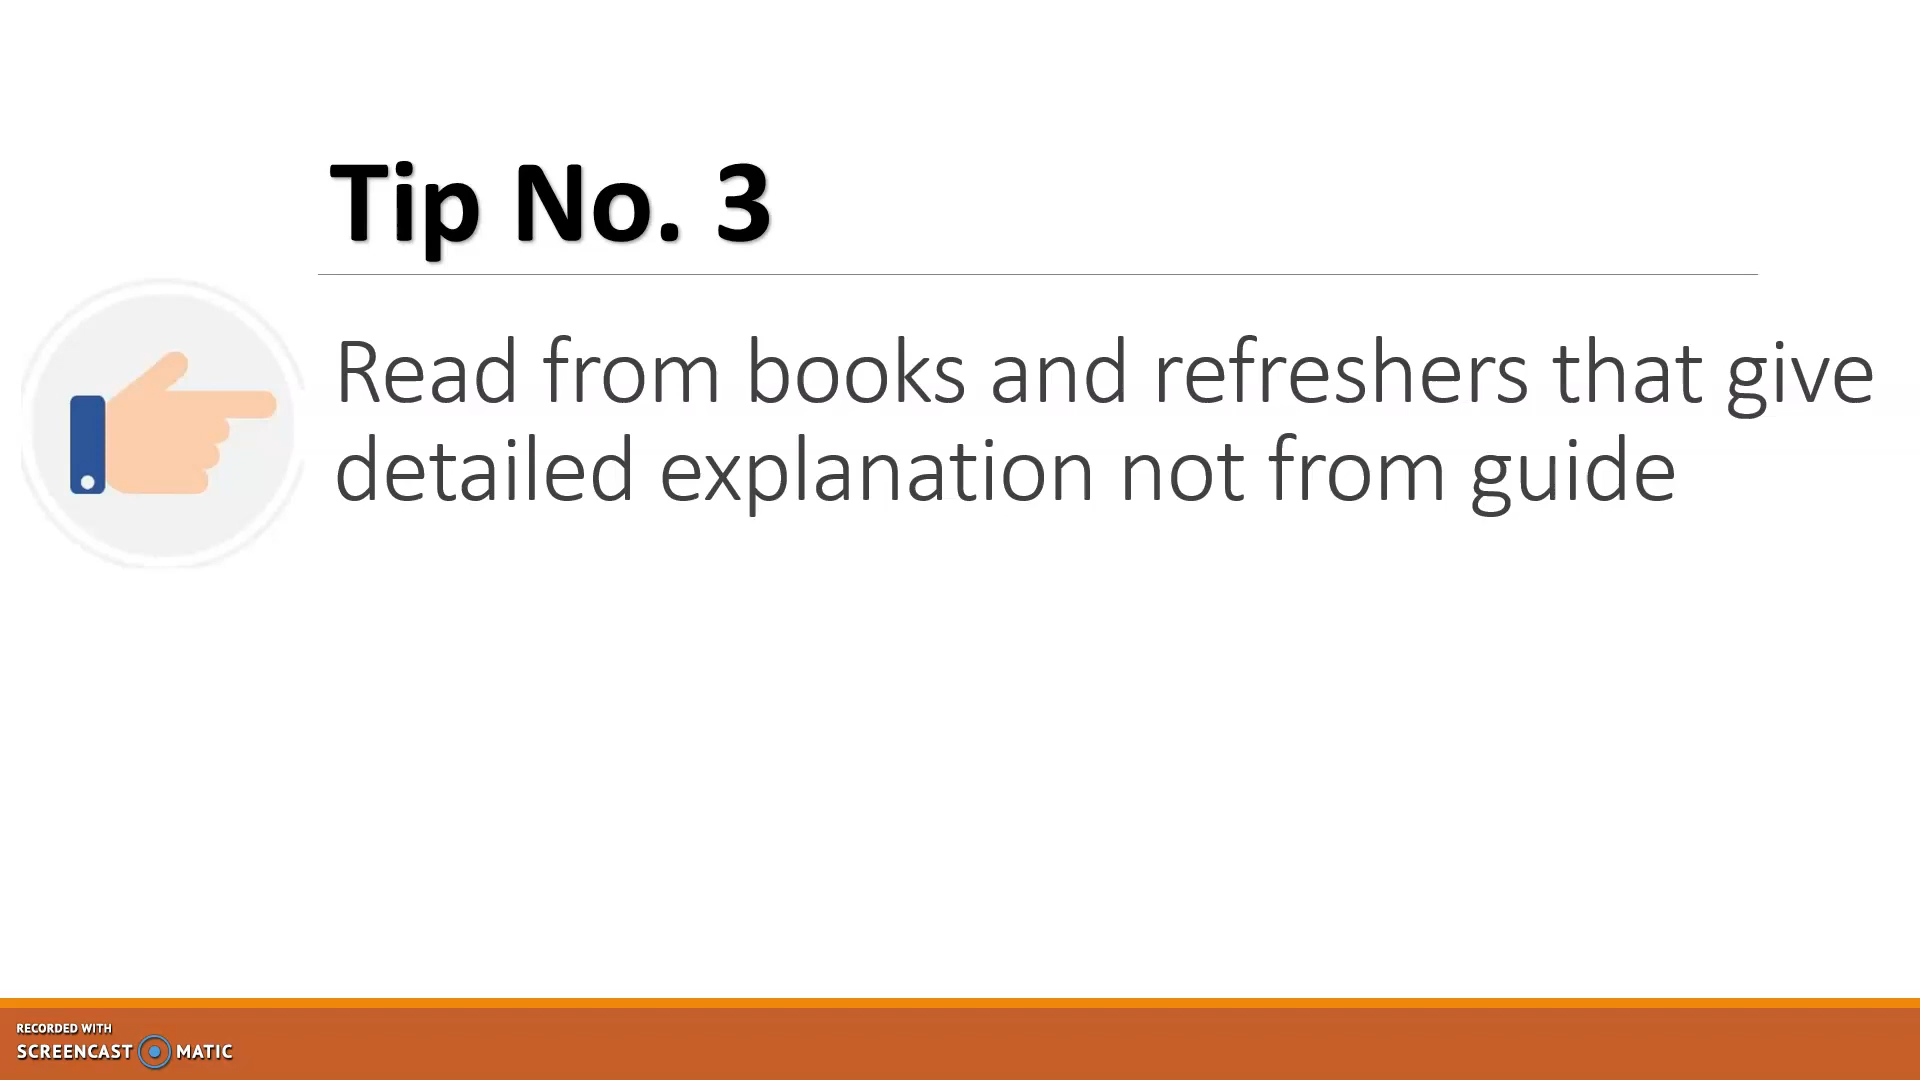 Tip No. 3
Read from books and refreshers that give
detailed explanation not from guide
RECORDED WITH
SCREENCAST MATIC